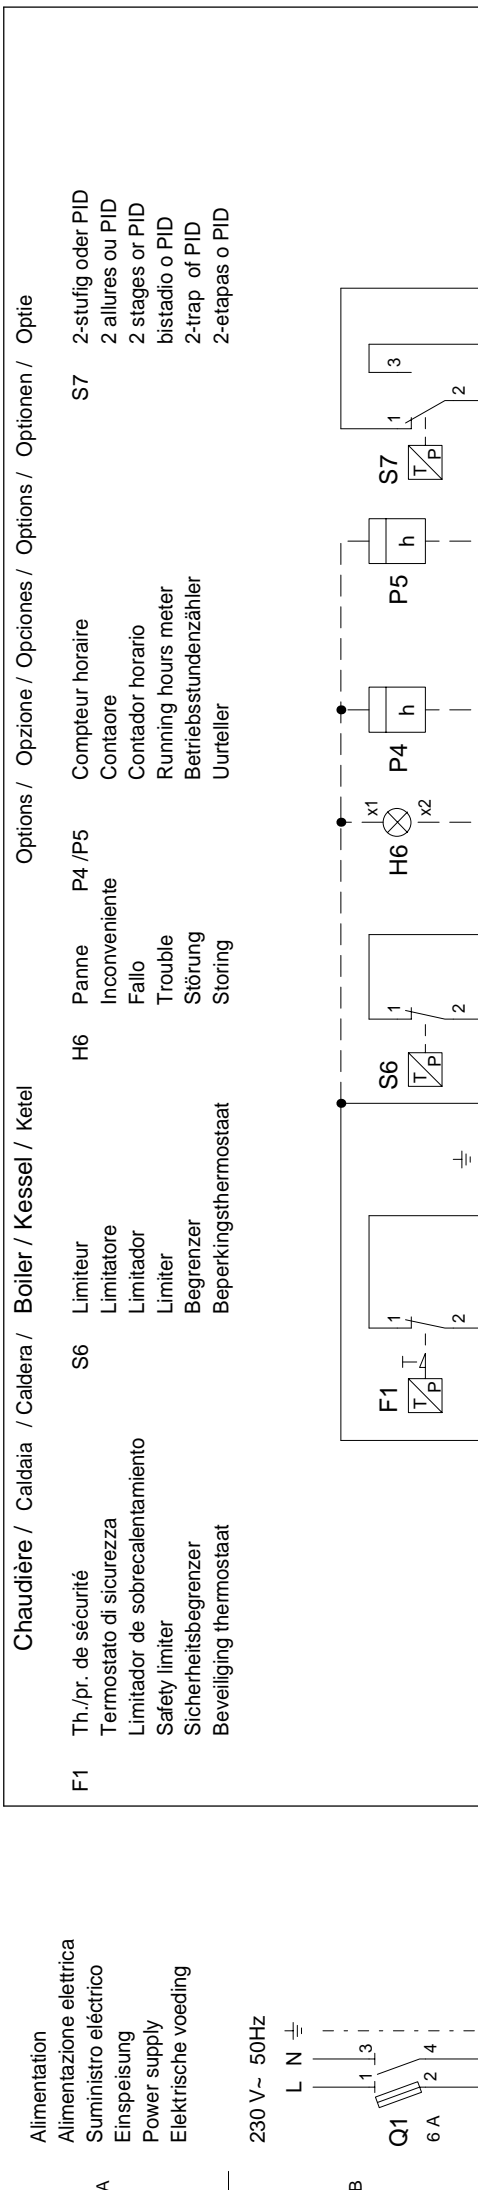 A
B
Alimentation
Alimentazione elettrica
Suministro eléctrico
Einspeisung
Power supply
Elektrische voeding
230 V~ 50Hz
L N
1 3
Q1
6 A
2 4
Chaudière / Caldaia / Caldera / Boiler / Kessel / Ketel
Options / Opzione / Opciones / Options / Optionen / Optie
F1
Th./pr. de sécurité
Termostato di sicurezza
Limitador de sobrecalentamiento
Safety limiter
Sicherheitsbegrenzer
Beveiliging thermostaat
S6
Limiteur
Limitatore
Limitador
Limiter
Begrenzer
Beperkingsthermostaat
H6
Panne
Inconveniente
Fallo
Trouble
Störung
Storing
P4 /P5
Compteur horaire
Contaore
Contador horario
Running hours meter
Betriebsstundenzähler
Uurteller
S7
2-stufig oder PID
2 allures ou PID
2 stages or PID
bistadio o PID
2-trap of PID
2-etapas o PID
F1
T P
1
2
S6
T P
1
2
H6
x1
x2
P4
h
P5
h
S7
T P
1
3
2